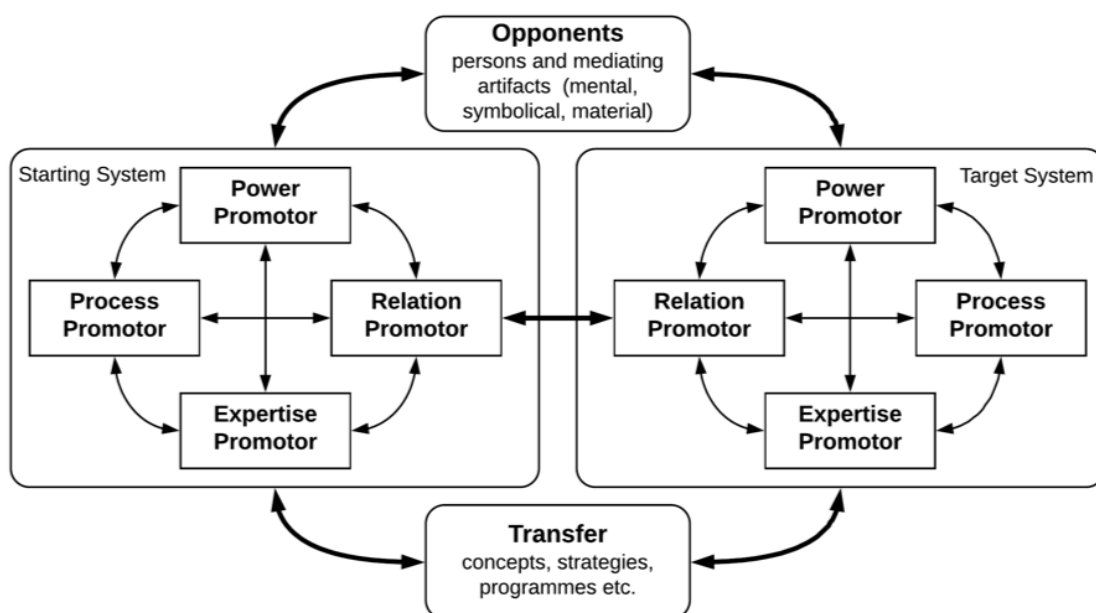 Opponents
persons and mediating
artifacts (mental,
symbolical, material)
Starting System
Power
Promotor
Process
Promotor
Relation
Promotor
Expertise
Promotor
Target System
Power
Promotor
Relation
Promotor
Process
Promotor
Expertise
Promotor
Transfer
concepts, strategies,
programmes etc.